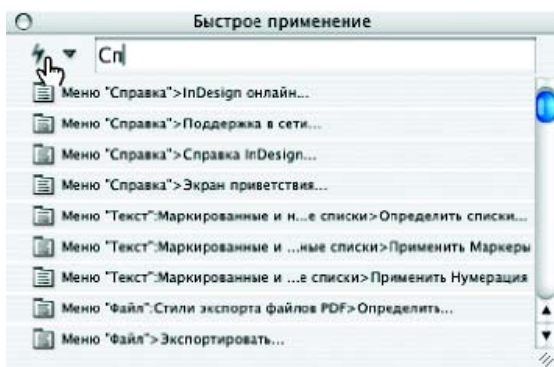 Быстрое применение
Сп
Меню "Справка">InDesign онлайн...
Меню "Справка">Поддержка в сети...
Меню "Справка">Справка InDesign...
Меню "Справка">Экран приветствия...
Меню "Текст":Маркированные и н...е списки>Определить списки...
Меню "Текст":Маркированные и ...ные списки>Применить Маркеры
Меню "Текст":Маркированные и ...е списки>Применить Нумерация
Меню "Файл":Стили экспорта файлов PDF>Определить...
Меню "Файл">Экспортировать...